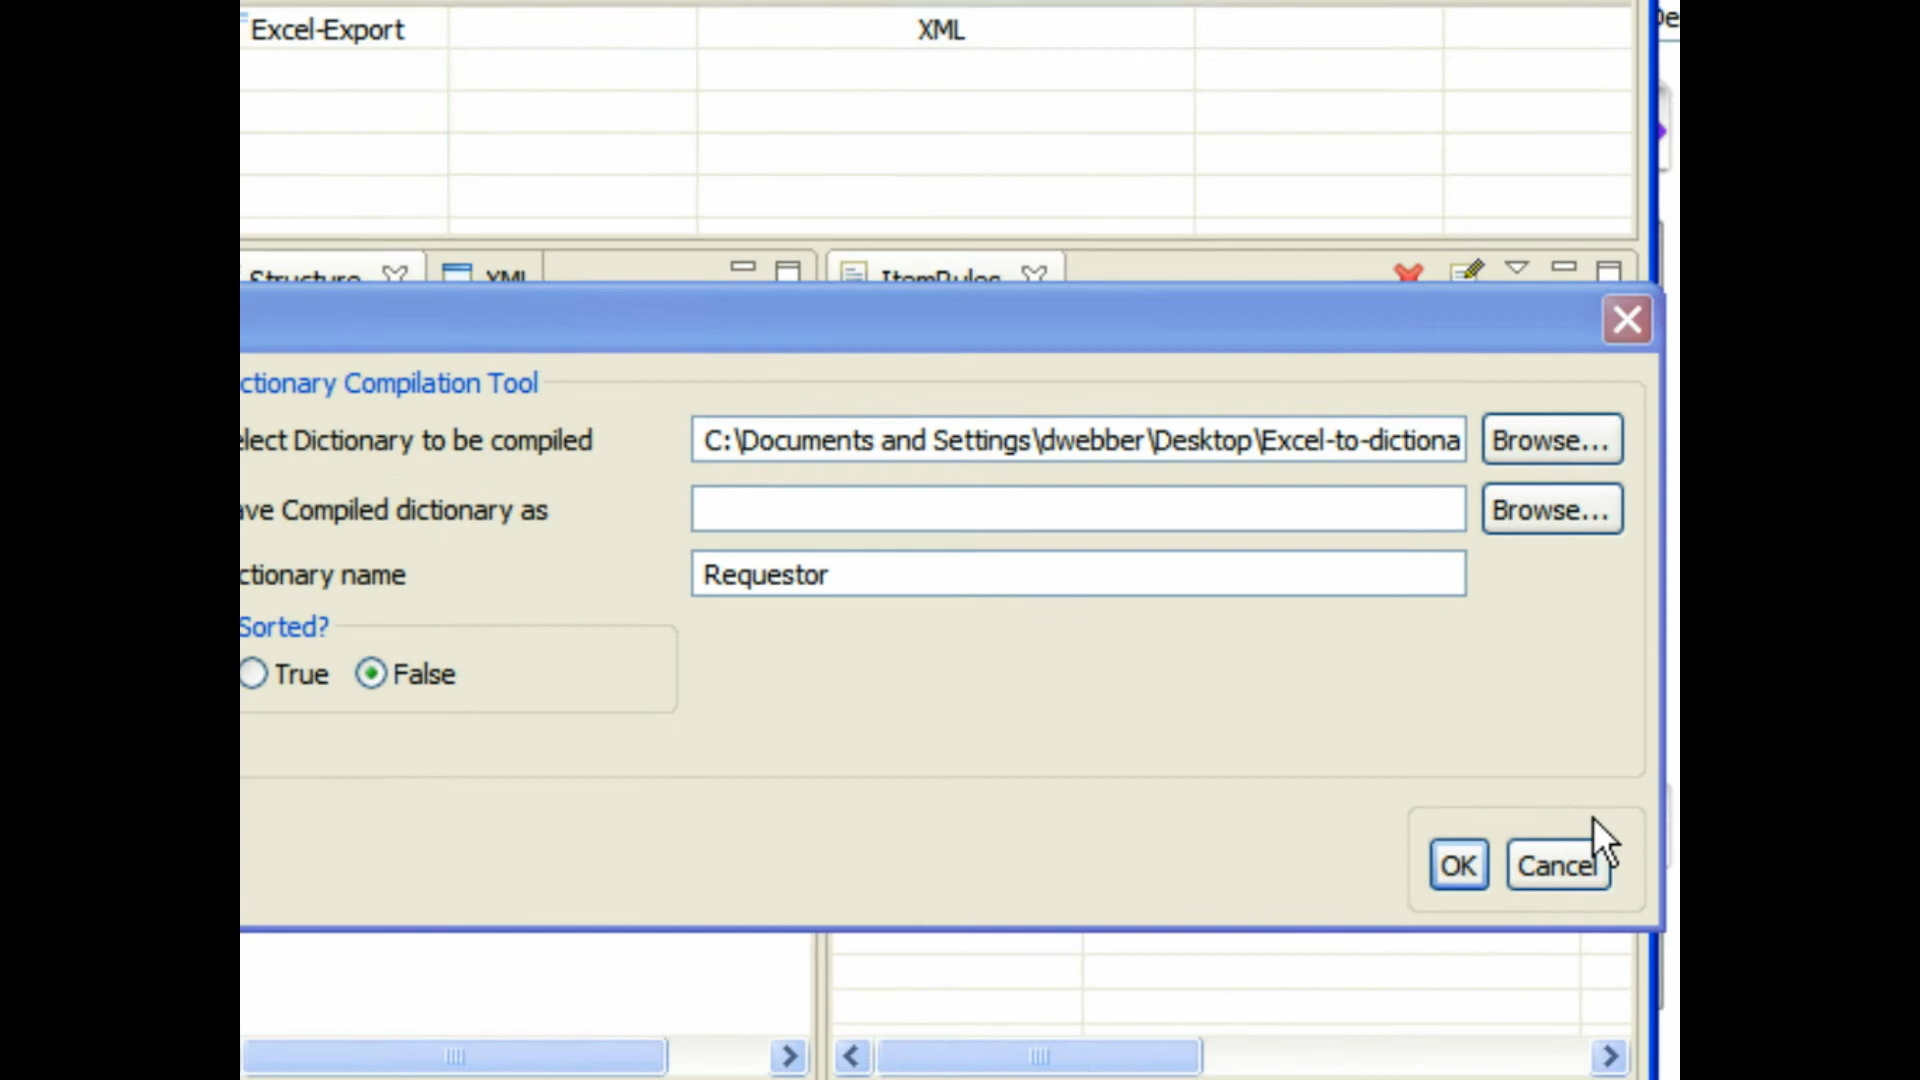 Excel-Export XML
Structure XML ItemRules
ctionary Compilation Tool
elect Dictionary to be compiled C:\Documents and Settings\dwebber\Desktop\Excel-to-dictiona Browse...
ave Compiled dictionary as Browse...
ctionary name Requestor
Sorted?
True False
OK Cancel